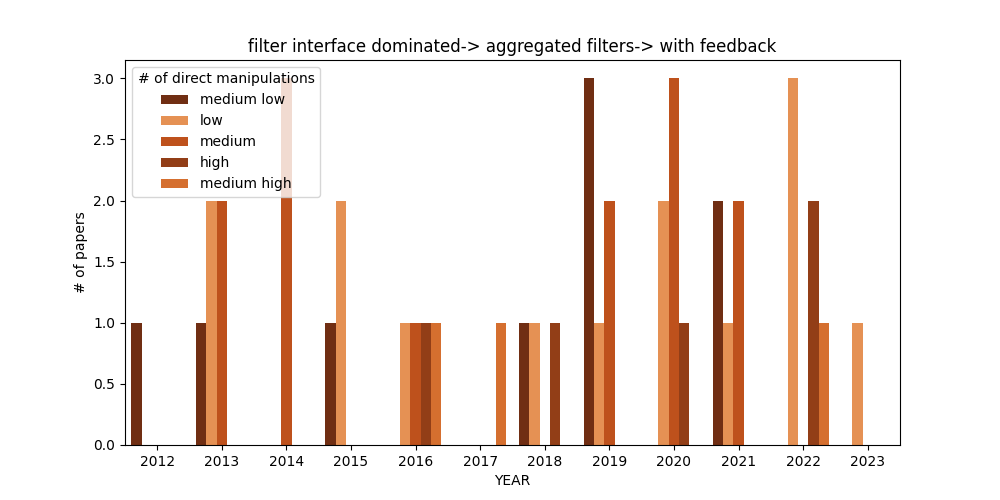 filter interface dominated-> aggregated filters-> with feedback
# of direct manipulations
medium low
low
medium
high
medium high
# of papers
3.0
2.5
2.0
1.5
1.0
0.5
0.0
2012 2013 2014 2015 2016 2017 2018 2019 2020 2021 2022 2023
YEAR